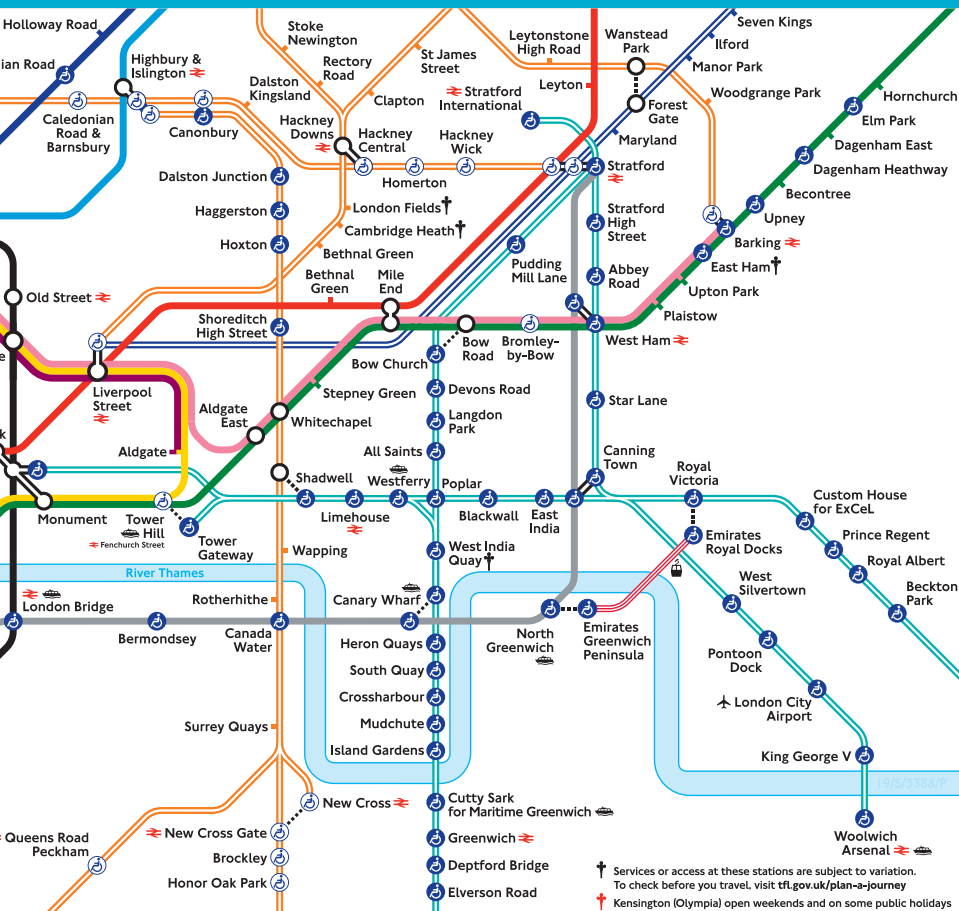 Holloway Road
ian Road
Caledonian
Road &
Barnsbury
Highbury &
Islington
Canonbury
Dalston
Kingsland
Stoke
Newington
Rectory
Road
St James
Street
Clapton
Hackney
Downs
Hackney
Central
Homerton
Hackney
Wick
Leytonstone
High Road
Leyton
Wanstead
Park
Seven Kings
Ilford
Manor Park
Woodgrange Park
Forest
Gate
Maryland
Stratford
International
Stratford
Stratford
High
Street
Abbey
Road
Pudding
Mill Lane
Hornchurch
Elm Park
Dagenham East
Dagenham Heathway
Becontree
Upney
Barking
East Ham
Upton Park
Plaistow
West Ham
Dalston Junction
Haggerston
Hoxton
London Fields
Cambridge Heath
Bethnal Green
Bethnal
Green
Mile
End
Old Street
Shoreditch
High Street
Bow Church
Bow
Road
Bromley-
by-Bow
e
Liverpool
Street
Stepney Green
Devons Road
Langdon
Park
All Saints
Star Lane
Aldgate
East
Whitechapel
Aldgate
k
Monument
Tower
Hill
Fenchurch Street
Tower
Gateway
Shadwell
Limehouse
Westferry
Poplar
Blackwall
East
India
Canning
Town
Royal
Victoria
Custom House
for ExCeL
Prince Regent
Royal Albert
Beckton
Park
Emirates
Royal Docks
West
Silvertown
Pontoon
Dock
London City
Airport
King George V
Woolwich
Arsenal
Wapping
River Thames
Rotherhithe
West India
Quay
Canary Wharf
London Bridge
Bermondsey
Canada
Water
North
Greenwich
Emirates
Greenwich
Peninsula
Heron Quays
South Quay
Crossharbour
Mudchute
Island Gardens
Surrey Quays
New Cross
New Cross Gate
Queens Road
Peckham
Brockley
Honor Oak Park
Cutty Sark
for Maritime Greenwich
Greenwich
Deptford Bridge
Elverson Road
19/S/3388/P
Services or access at these stations are subject to variation.
To check before you travel, visit tfl.gov.uk/plan-a-journey
Kensington (Olympia) open weekends and on some public holidays